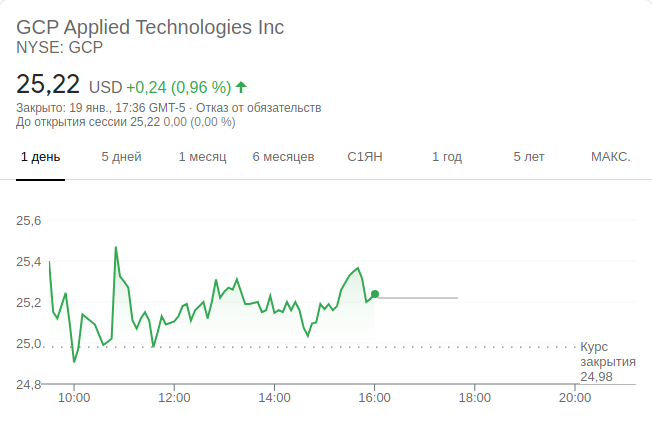 GCP Applied Technologies Inc
NYSE: GCP
25,22 USD +0,24 (0,96 %)
Закрыто: 19 янв., 17:36 GMT-5 · Отказ от обязательств
До открытия сессии 25,22 0,00 (0,00 %)
1 день 5 дней 1 месяц 6 месяцев С1ЯН 1 год 5 лет МАКС.
25,6
25,4
25,2
25,0
24,8
Курс
закрытия
24,98
10:00 12:00 14:00 16:00 18:00 20:00